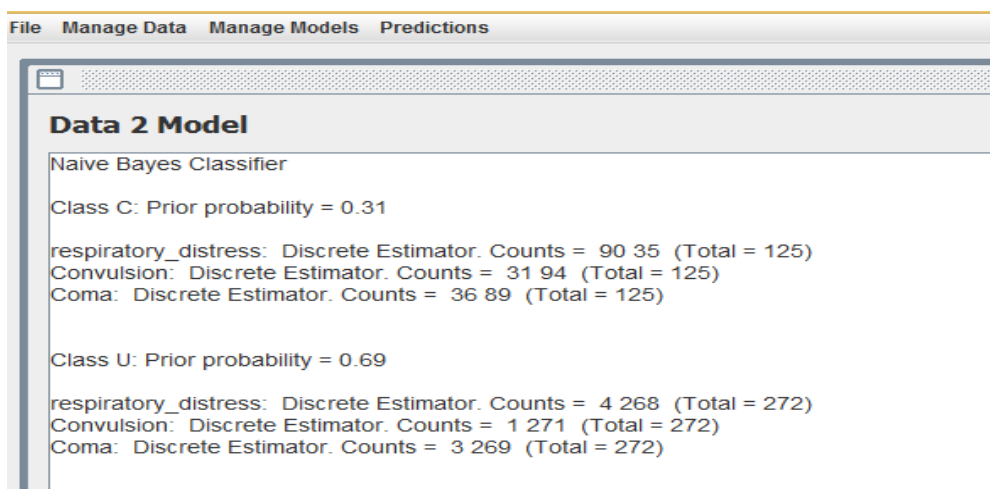 File Manage Data Manage Models Predictions
Data 2 Model
Naive Bayes Classifier
Class C: Prior probability = 0.31
respiratory_distress: Discrete Estimator. Counts = 90 35 (Total = 125)
Convulsion: Discrete Estimator. Counts = 31 94 (Total = 125)
Coma: Discrete Estimator. Counts = 36 89 (Total = 125)
Class U: Prior probability = 0.69
respiratory_distress: Discrete Estimator. Counts = 4 268 (Total = 272)
Convulsion: Discrete Estimator. Counts = 1 271 (Total = 272)
Coma: Discrete Estimator. Counts = 3 269 (Total = 272)